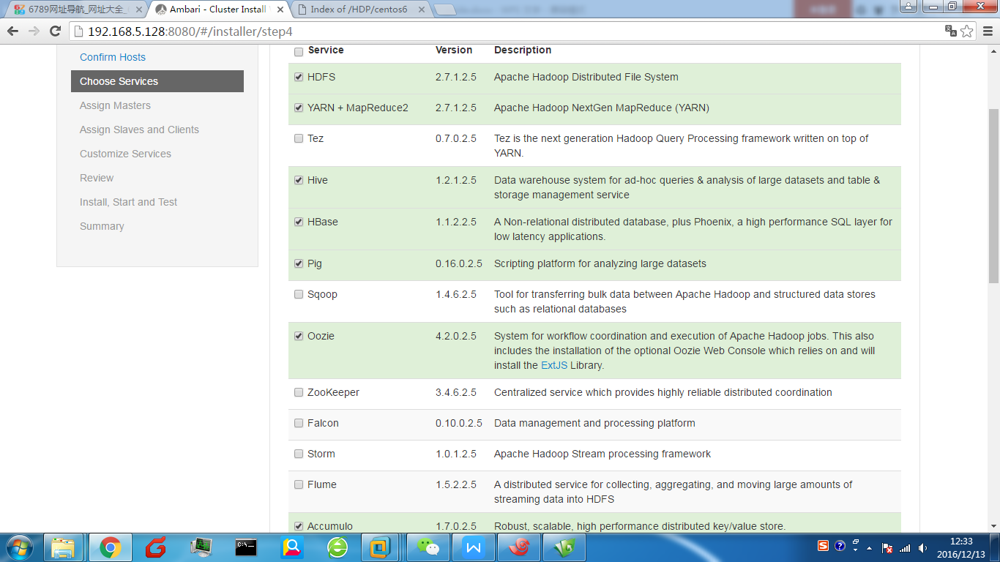 6789网址导航_网址大全_
Ambari - Cluster Install
Index of /HDP/centos6
192.168.5.128:8080/#/installer/step4
Confirm Hosts
Choose Services
Assign Masters
Assign Slaves and Clients
Customize Services
Review
Install, Start and Test
Summary
Service Version Description
HDFS 2.7.1.2.5 Apache Hadoop Distributed File System
YARN + MapReduce2 2.7.1.2.5 Apache Hadoop NextGen MapReduce (YARN)
Tez 0.7.0.2.5 Tez is the next generation Hadoop Query Processing framework written on top of
YARN.
Hive 1.2.1.2.5 Data warehouse system for ad-hoc queries & analysis of large datasets and table &
storage management service
HBase 1.1.2.2.5 A Non-relational distributed database, plus Phoenix, a high performance SQL layer for
low latency applications.
Pig 0.16.0.2.5 Scripting platform for analyzing large datasets
Sqoop 1.4.6.2.5 Tool for transferring bulk data between Apache Hadoop and structured data stores
such as relational databases
Oozie 4.2.0.2.5 System for workflow coordination and execution of Apache Hadoop jobs. This also
includes the installation of the optional Oozie Web Console which relies on and will
install the ExtJS Library.
ZooKeeper 3.4.6.2.5 Centralized service which provides highly reliable distributed coordination
Falcon 0.10.0.2.5 Data management and processing platform
Storm 1.0.1.2.5 Apache Hadoop Stream processing framework
Flume 1.5.2.2.5 A distributed service for collecting, aggregating, and moving large amounts of
streaming data into HDFS
Accumulo 1.7.0.2.5 Robust, scalable, high performance distributed key/value store.
12:33
2016/12/13